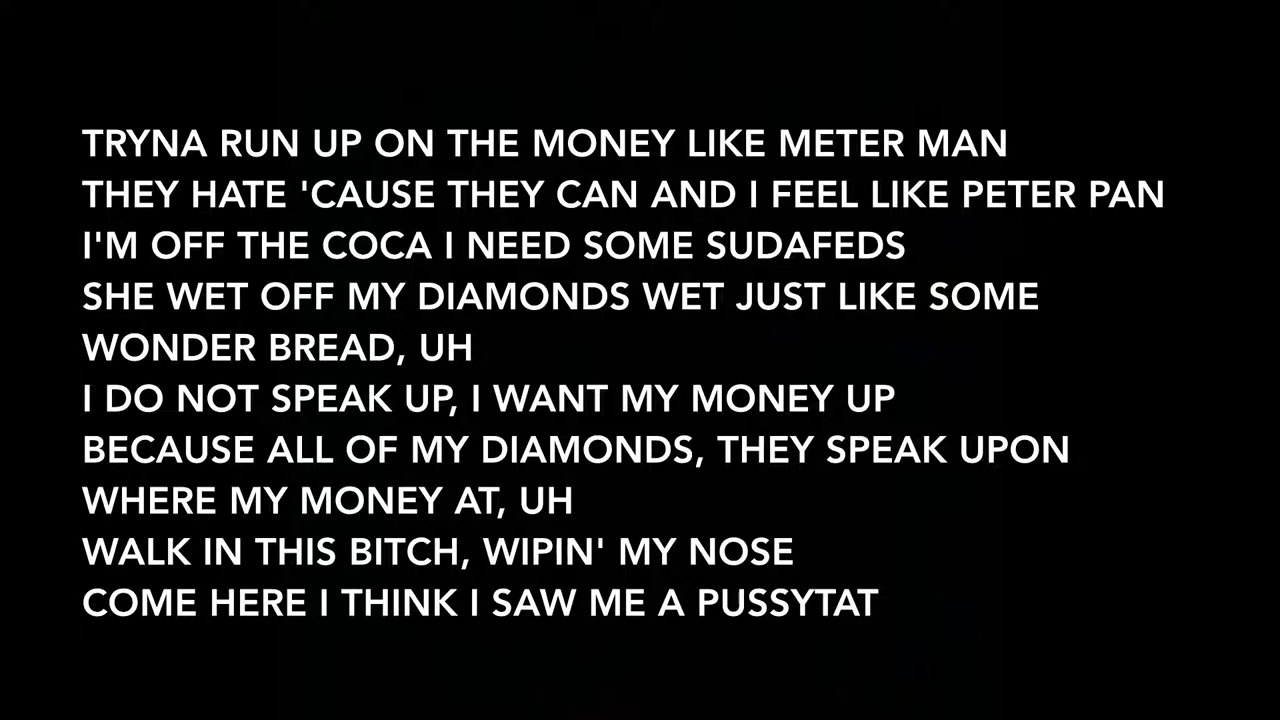 TRYNA RUN UP ON THE MONEY LIKE METER MAN
THEY HATE 'CAUSE THEY CAN AND I FEEL LIKE PETER PAN
I'M OFF THE COCA I NEED SOME SUDAFEDS
SHE WET OFF MY DIAMONDS WET JUST LIKE SOME
WONDER BREAD, UH
I DO NOT SPEAK UP, I WANT MY MONEY UP
BECAUSE ALL OF MY DIAMONDS, THEY SPEAK UPON
WHERE MY MONEY AT, UH
WALK IN THIS BITCH, WIPIN' MY NOSE
COME HERE I THINK I SAW ME A PUSSYTAT